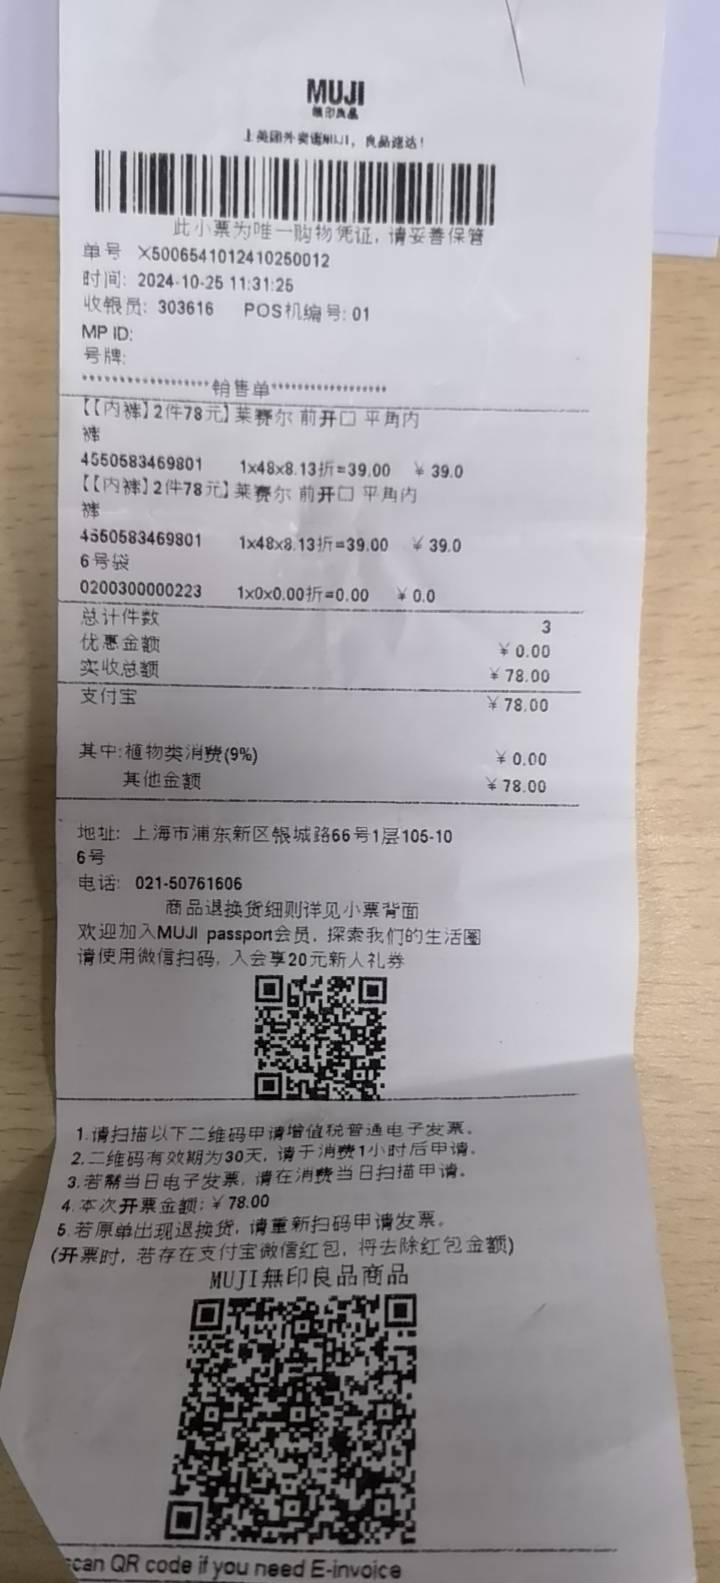 MUJI
無印良品
上美团外卖逛MUJI，良品速达！
此小票为唯一购物凭证，请妥善保管
单号 X5006541012410250012
时间: 2024-10-25 11:31:25
收银员: 303616 POS机编号: 01
MP ID:
号牌:
******************销售单****************
【【内裤】2件78元】莱赛尔 前开口 平角内
裤
4550583469801 1x48x8.13折=39.00 ￥39.0
【【内裤】2件78元】莱赛尔 前开口 平角内
裤
4550583469801 1x48x8.13折=39.00 ￥39.0
6号袋
0200300000223 1x0x0.00折=0.00 ￥0.0
总计件数 3
优惠金额 ￥0.00
实收总额 ￥78.00
支付宝 ￥78.00
其中:植物类消费(9%) ￥0.00
其他金额 ￥78.00
地址: 上海市浦东新区银城路66号1层105-10
6号
电话: 021-50761606
商品退换货细则详见小票背面
欢迎加入MUJI passport会员, 探索我们的生活圈
请使用微信扫码, 入会享20元新人礼券
1.请扫描以下二维码申请增值税普通电子发票。
2.二维码有效期为30天, 请于消费1小时后申请。
3.若需当日电子发票, 请在消费当日扫描申请。
4.本次开票金额:￥78.00
5.若原单出现退换货, 请重新扫码申请发票。
(开票时, 若存在支付宝微信红包, 将去除红包金额)
MUJI無印良品商品
scan QR code if you need E-invoice